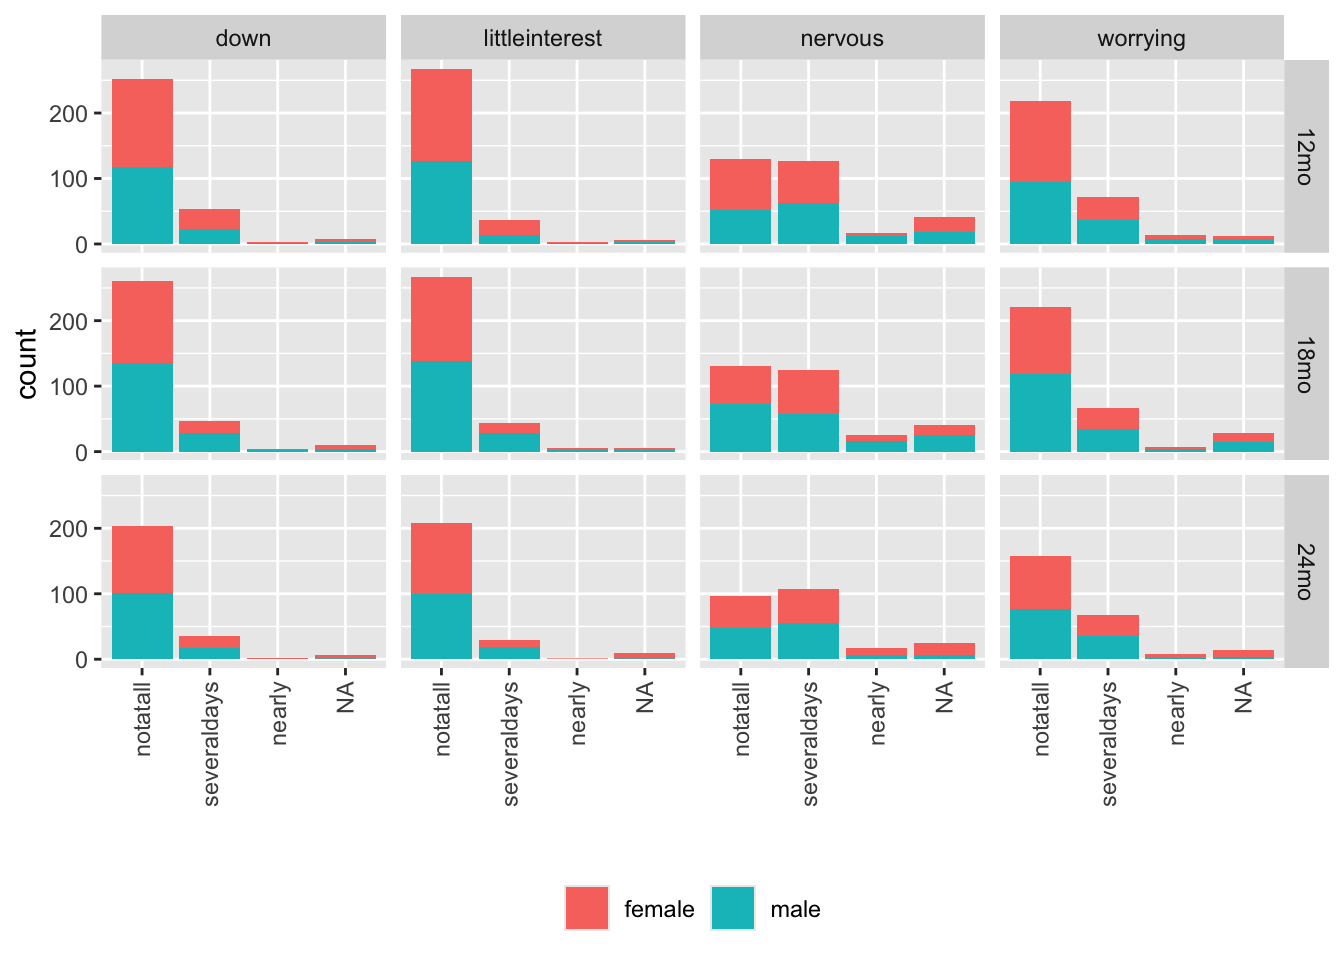 down littleinterest nervous worrying
200
100
0
12mo
200
100
0
18mo
count
200
100
0
24mo
notatall severaldays nearly NA notatall severaldays nearly NA notatall severaldays nearly NA notatall severaldays nearly NA
female male